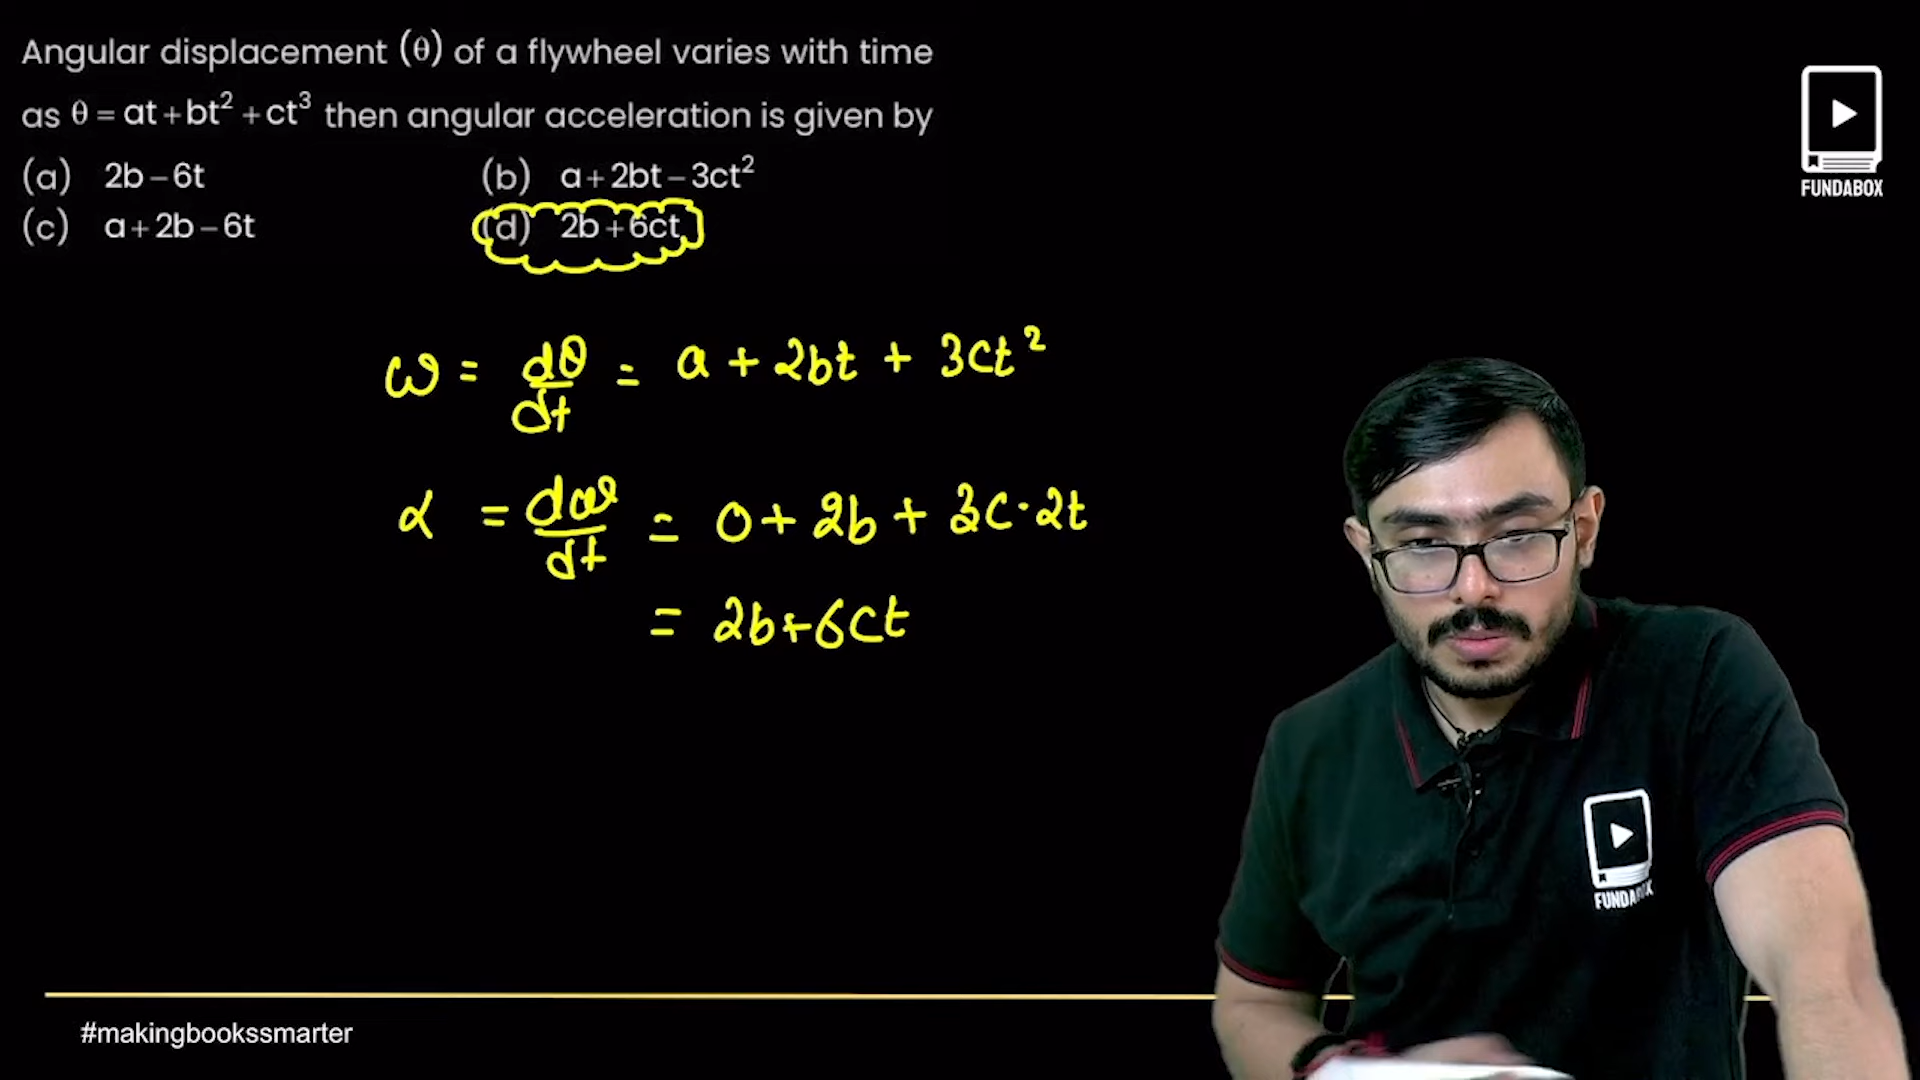 Angular displacement (θ) of a flywheel varies with time
as θ = at + bt² + ct³ then angular acceleration is given by
(a) 2b – 6t (b) a + 2bt – 3ct²
(c) a + 2b – 6t (d) 2b + 6ct
FUNDABOX
ω = dθ/dt = a + 2bt + 3ct²
α = dω/dt = 0 + 2b + 3c·2t
= 2b+6ct
FUNDABOX
#makingbookssmarter